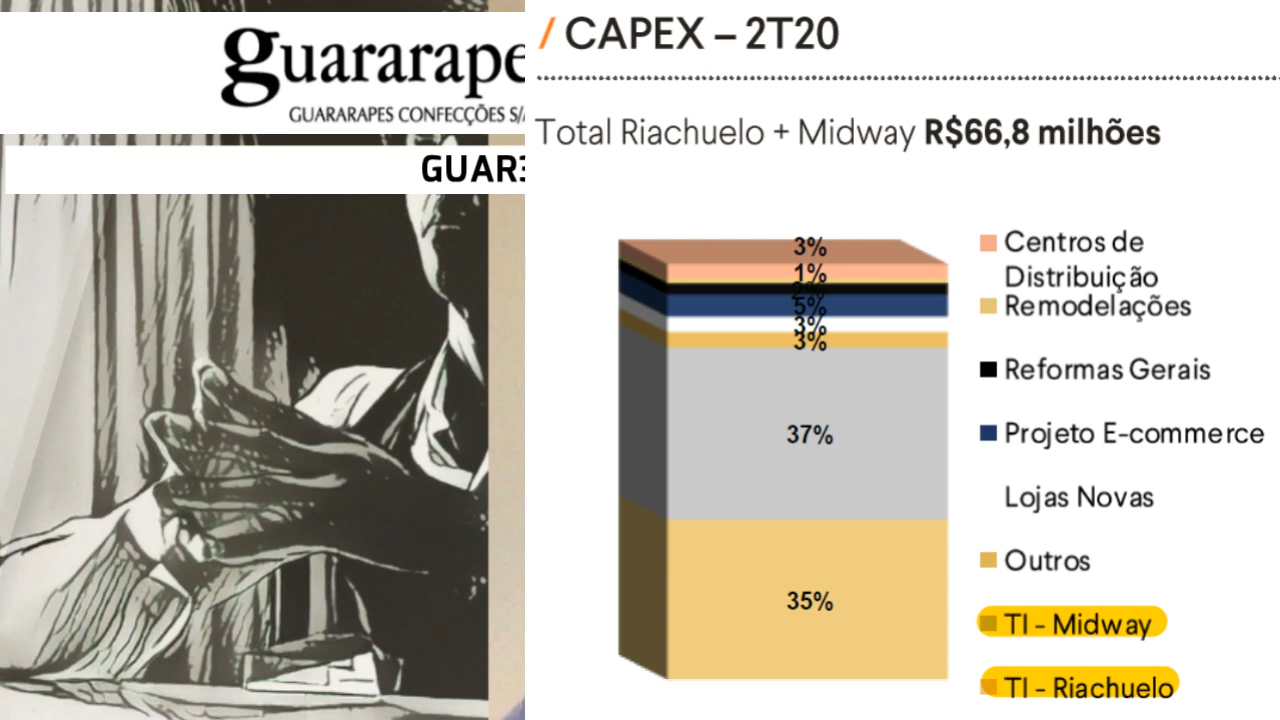 guararape
GUARARAPES CONFECÇÕES S/
GUAR3
/ CAPEX – 2T20
Total Riachuelo + Midway R$66,8 milhões
3%
1%
5%
3%
3%
37%
35%
Centros de
Distribuição
Remodelações
Reformas Gerais
Projeto E-commerce
Lojas Novas
Outros
TI - Midway
TI - Riachuelo